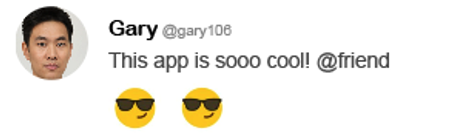 Gary @gary106
This app is sooo cool! @friend
😎 😎